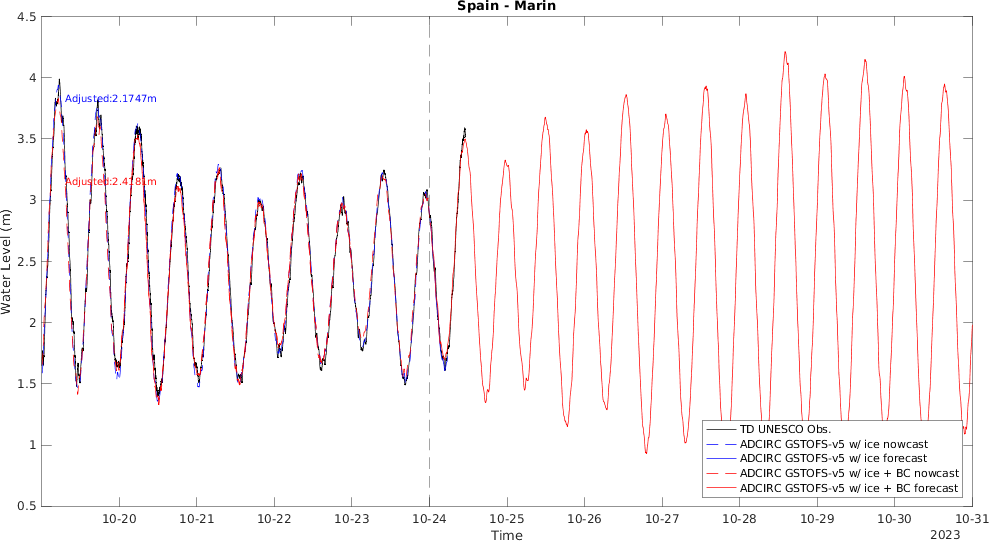 Spain - Marin
4.5
4
3.5
3
2.5
2
1.5
1
0.5
Water Level (m)
Adjusted:2.1747m
Adjusted:2.4181m
TD UNESCO Obs.
ADCIRC GSTOFS-v5 w/ ice nowcast
ADCIRC GSTOFS-v5 w/ ice forecast
ADCIRC GSTOFS-v5 w/ ice + BC nowcast
ADCIRC GSTOFS-v5 w/ ice + BC forecast
10-20 10-21 10-22 10-23 10-24 10-25 10-26 10-27 10-28 10-29 10-30 10-31
Time
2023